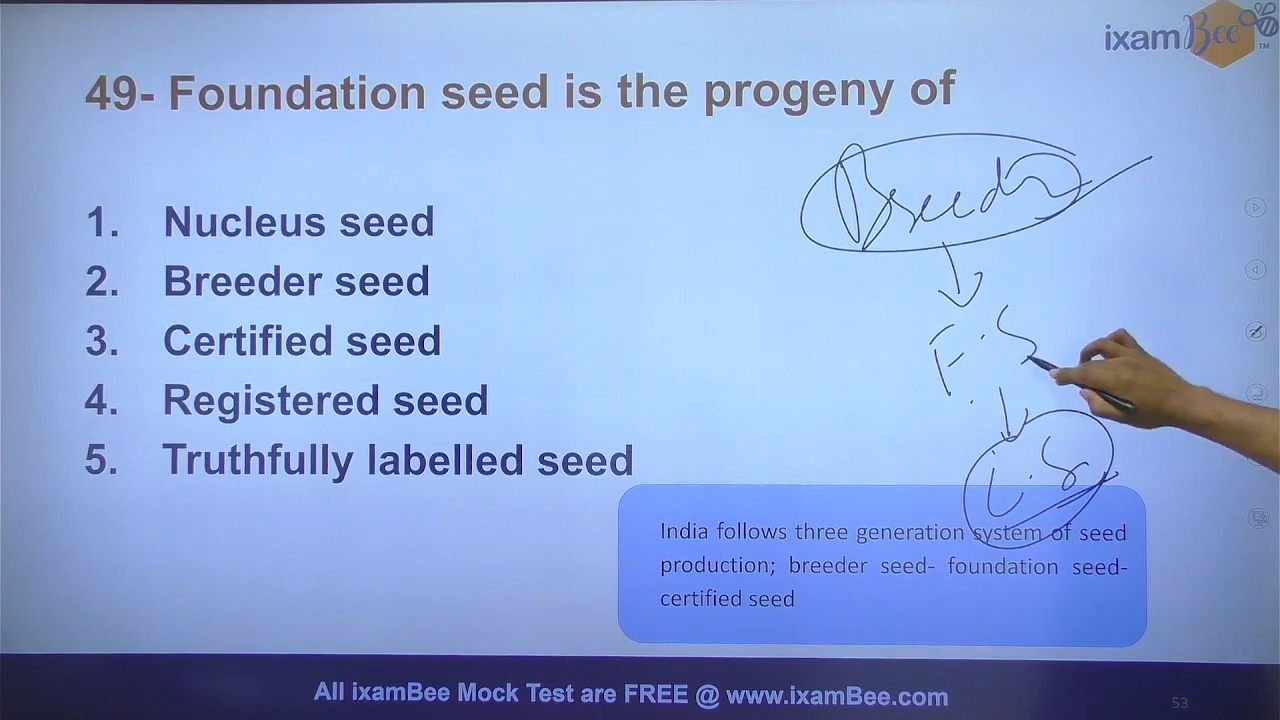 ixamBee™
49- Foundation seed is the progeny of
1. Nucleus seed
2. Breeder seed
3. Certified seed
4. Registered seed
5. Truthfully labelled seed
Breeder
F.S
C.S
India follows three generation system of seed
production; breeder seed- foundation seed-
certified seed
All ixamBee Mock Test are FREE @ www.ixamBee.com
53